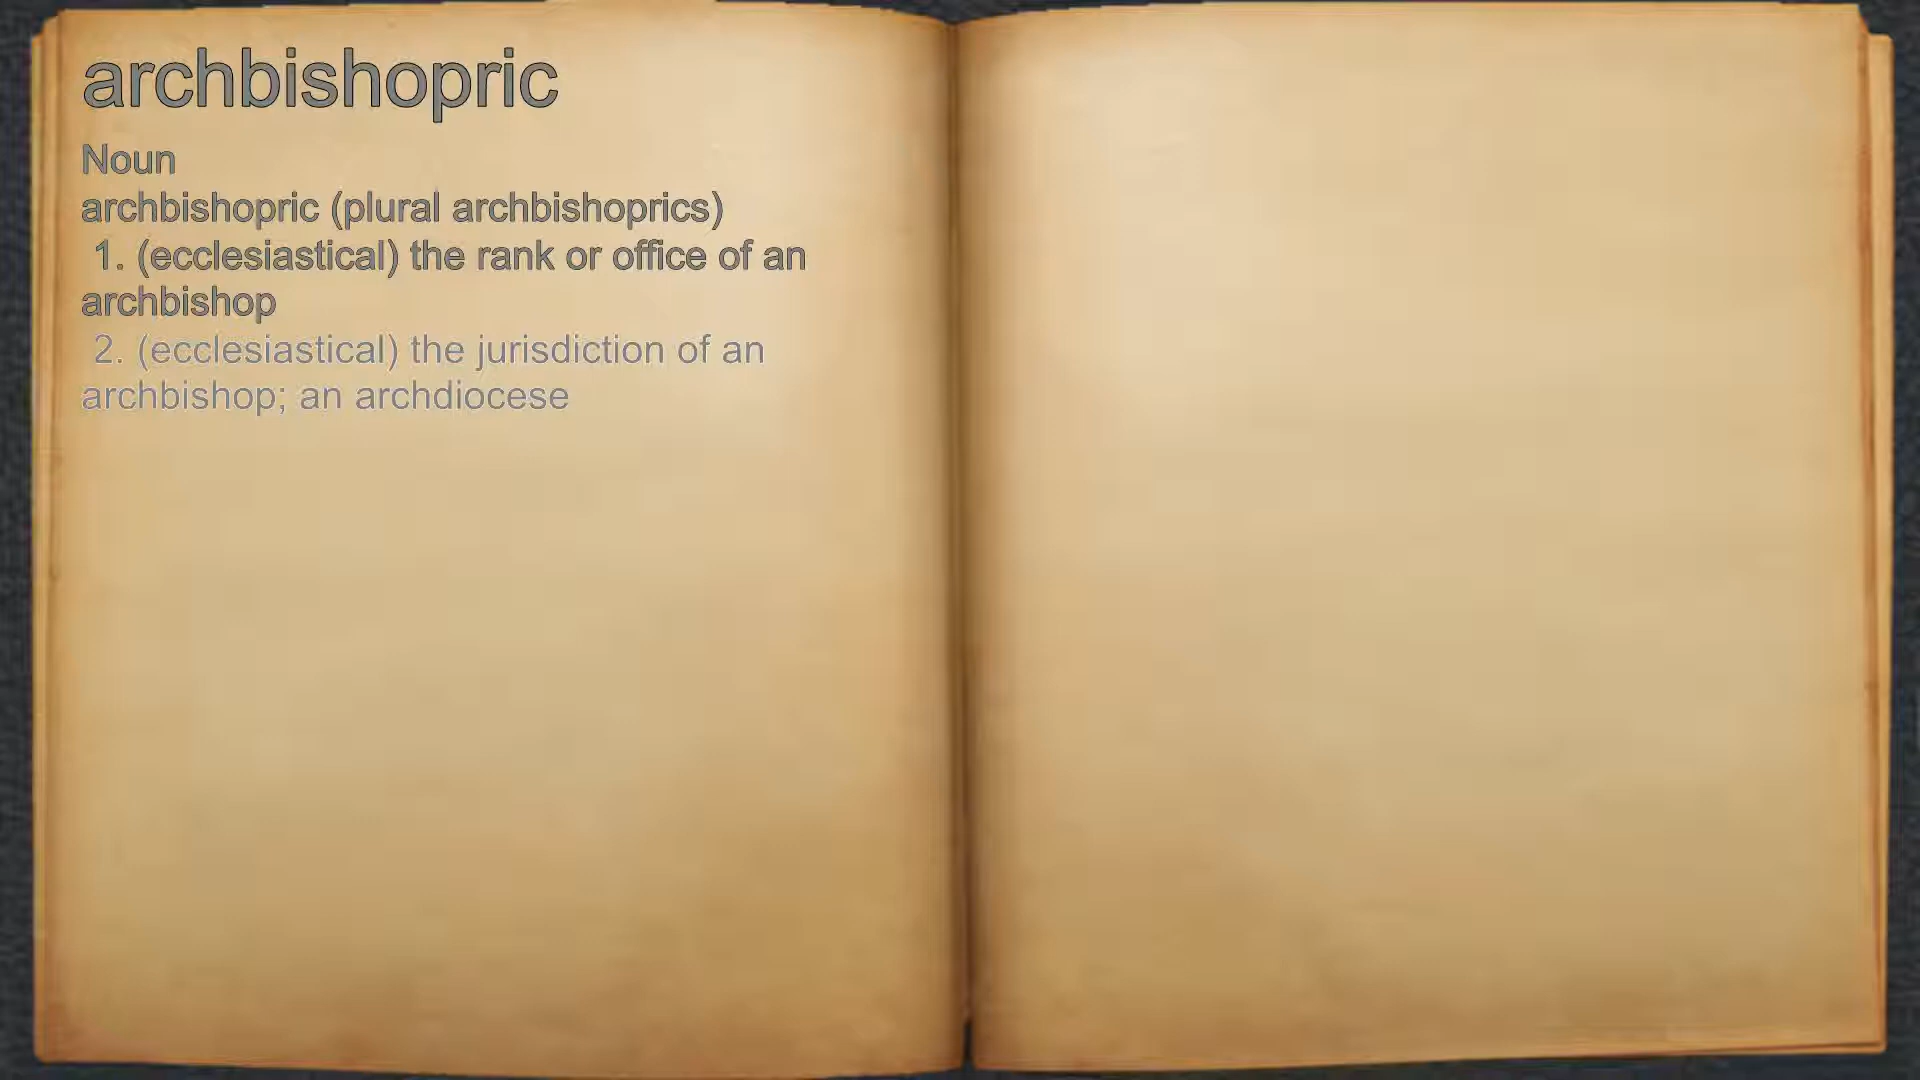 archbishopric
Noun
archbishopric (plural archbishoprics)
1. (ecclesiastical) the rank or office of an
archbishop
2. (ecclesiastical) the jurisdiction of an
archbishop; an archdiocese